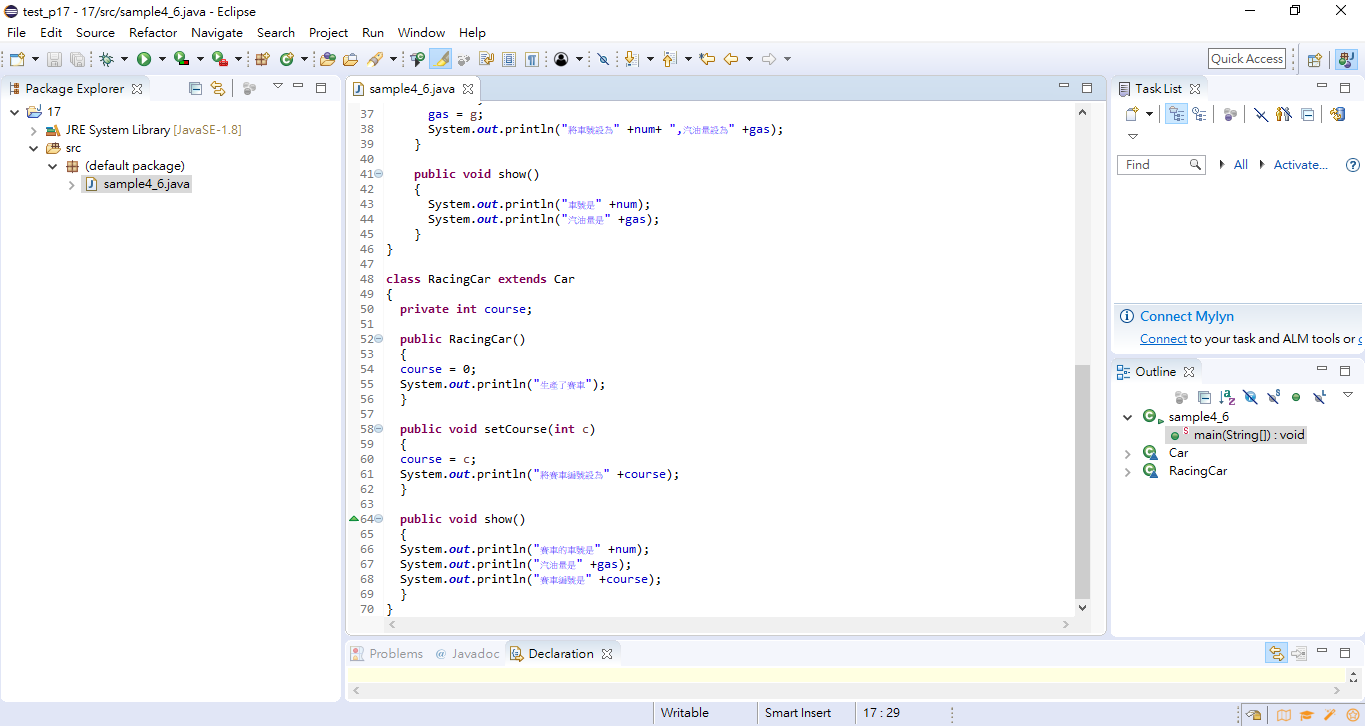 test_p17 - 17/src/sample4_6.java - Eclipse
File Edit Source Refactor Navigate Search Project Run Window Help
Quick Access
Package Explorer
17
JRE System Library [JavaSE-1.8]
src
(default package)
sample4_6.java
sample4_6.java
37 gas = g;
38 System.out.println("將車號設為" +num+ ",汽油量設為" +gas);
39 }
40
41 public void show()
42 {
43 System.out.println("車號是" +num);
44 System.out.println("汽油量是" +gas);
45 }
46 }
47
48 class RacingCar extends Car
49 {
50 private int course;
51
52 public RacingCar()
53 {
54 course = 0;
55 System.out.println("生產了賽車");
56 }
57
58 public void setCourse(int c)
59 {
60 course = c;
61 System.out.println("將賽車編號設為" +course);
62 }
63
64 public void show()
65 {
66 System.out.println("賽車的車號是" +num);
67 System.out.println("汽油量是" +gas);
68 System.out.println("賽車編號是" +course);
69 }
70 }
Task List
Find All Activate...
Connect Mylyn
Connect to your task and ALM tools or
Outline
sample4_6
main(String[]) : void
Car
RacingCar
Problems @ Javadoc Declaration
Writable Smart Insert 17 : 29